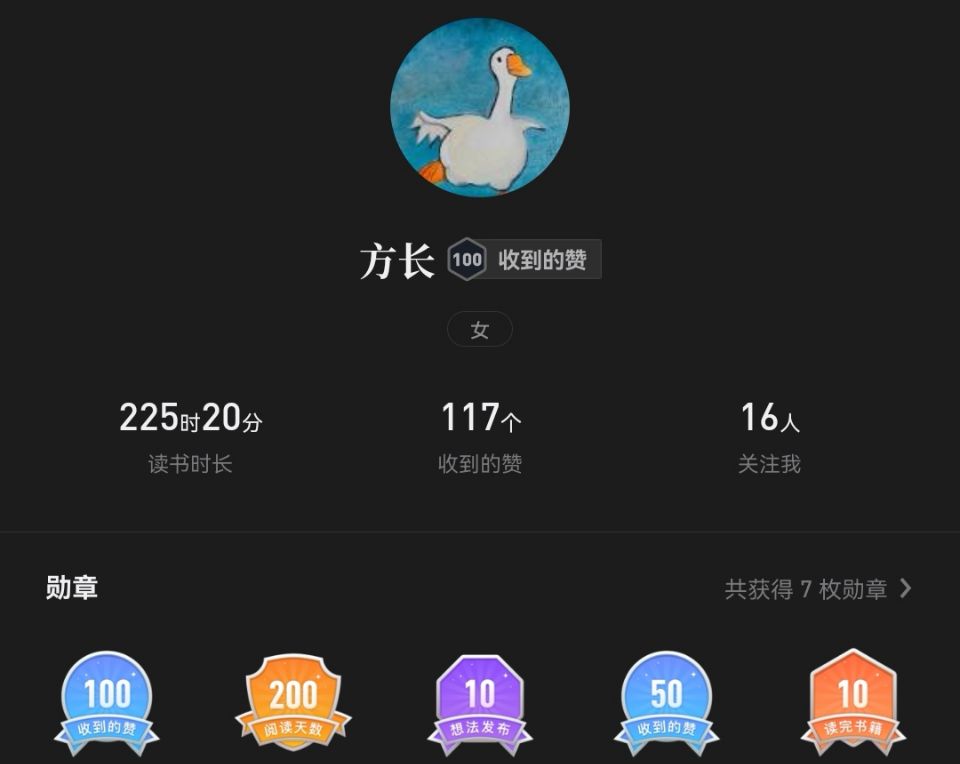 方长 100 收到的赞
女
225时20分 117个 16人
读书时长 收到的赞 关注我
勋章 共获得 7 枚勋章
100 200 10 50 10
收到的赞 阅读天数 想法发布 收到的赞 读完书籍